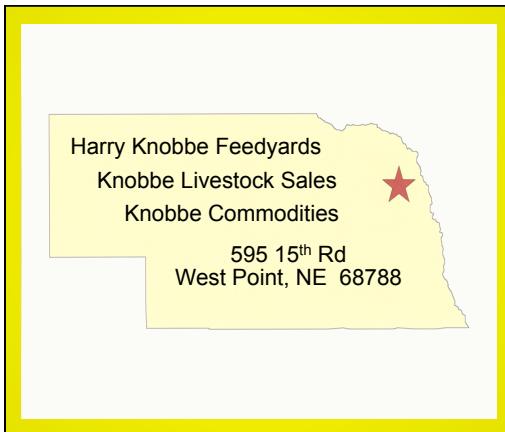 Harry Knobbe Feedyards
Knobbe Livestock Sales
Knobbe Commodities
595 15th Rd
West Point, NE 68788